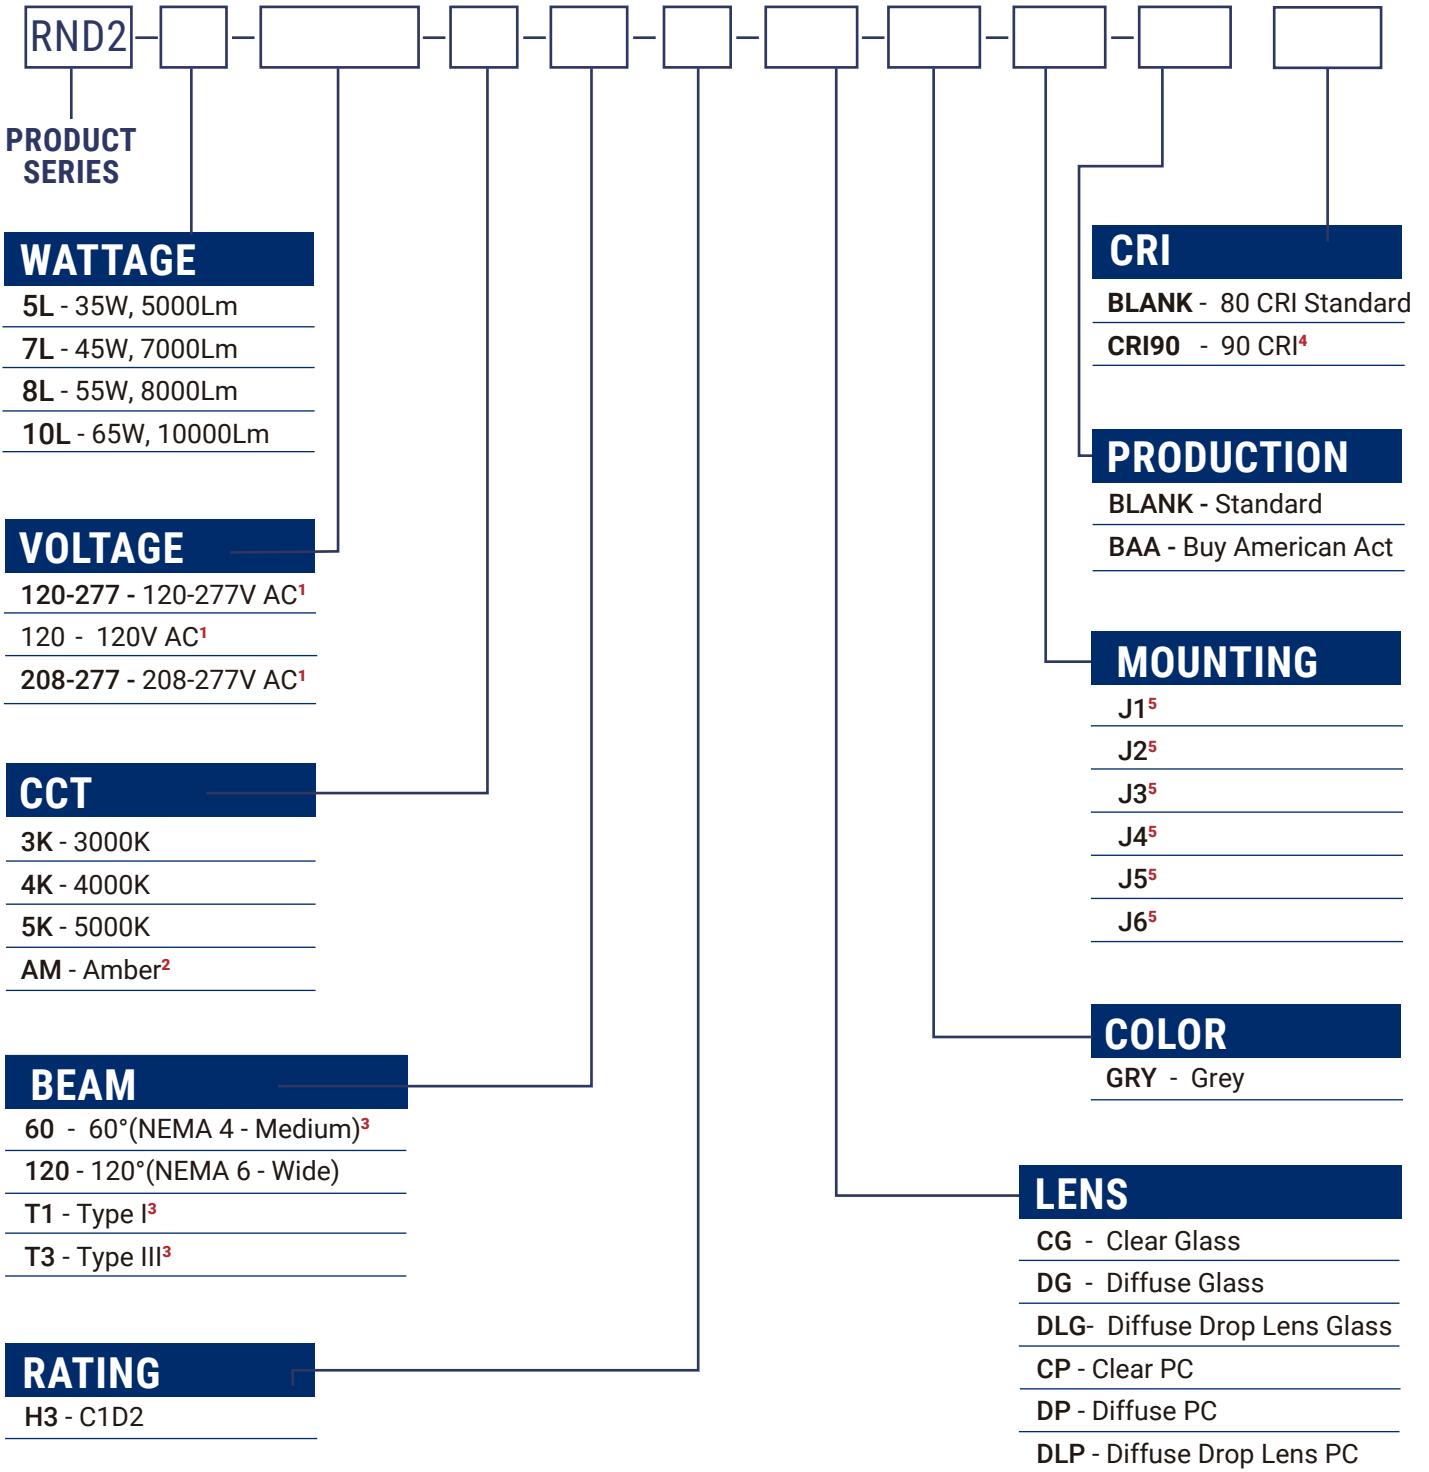 RND2
PRODUCT
SERIES
WATTAGE
5L - 35W, 5000Lm
7L - 45W, 7000Lm
8L - 55W, 8000Lm
10L - 65W, 10000Lm
VOLTAGE
120-277 - 120-277V AC¹
120 - 120V AC¹
208-277 - 208-277V AC¹
CCT
3K - 3000K
4K - 4000K
5K - 5000K
AM - Amber²
BEAM
60 - 60°(NEMA 4 - Medium)³
120 - 120°(NEMA 6 - Wide)
T1 - Type I³
T3 - Type III³
RATING
H3 - C1D2
CRI
BLANK - 80 CRI Standard
CRI90 - 90 CRI⁴
PRODUCTION
BLANK - Standard
BAA - Buy American Act
MOUNTING
J1⁵
J2⁵
J3⁵
J4⁵
J5⁵
J6⁵
COLOR
GRY - Grey
LENS
CG - Clear Glass
DG - Diffuse Glass
DLG- Diffuse Drop Lens Glass
CP - Clear PC
DP - Diffuse PC
DLP - Diffuse Drop Lens PC